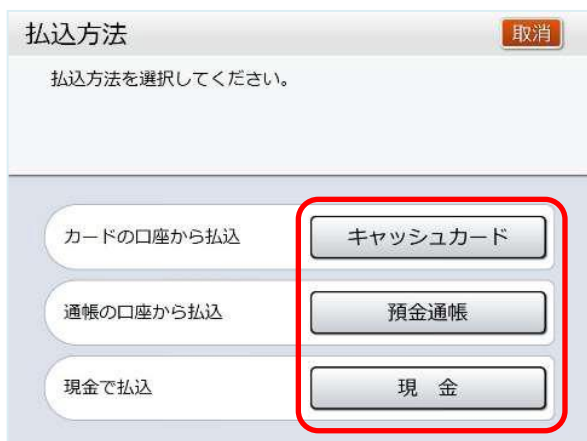 払込方法
取消
払込方法を選択してください。
カードの口座から払込
キャッシュカード
通帳の口座から払込
預金通帳
現金で払込
現　金